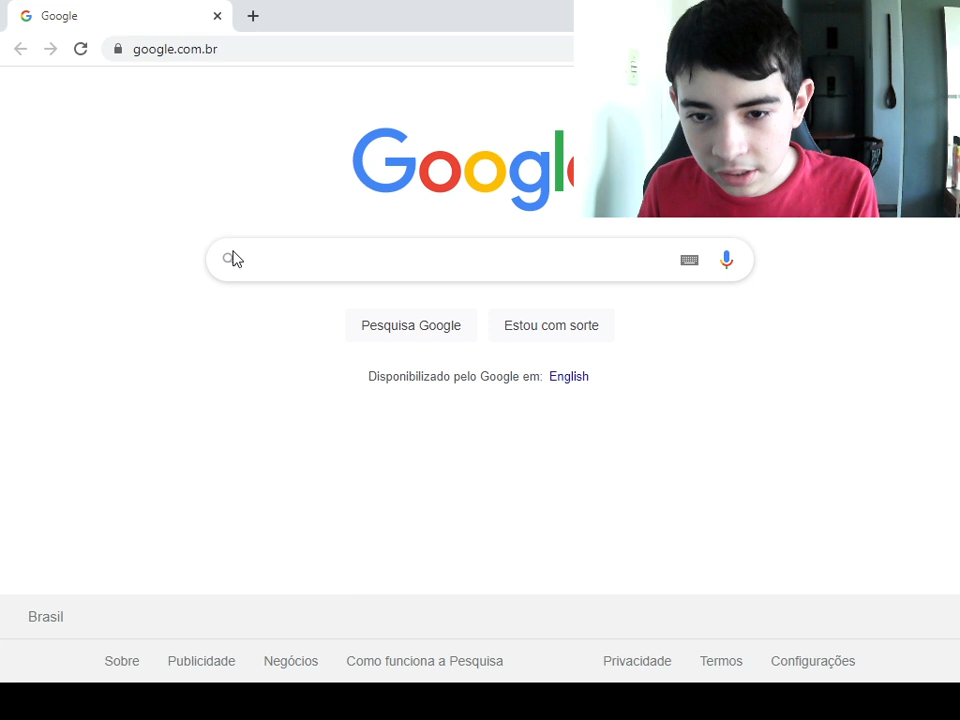 Google
google.com.br
Googl
Pesquisa Google Estou com sorte
Disponibilizado pelo Google em: English
Brasil
Sobre Publicidade Negócios Como funciona a Pesquisa Privacidade Termos Configurações